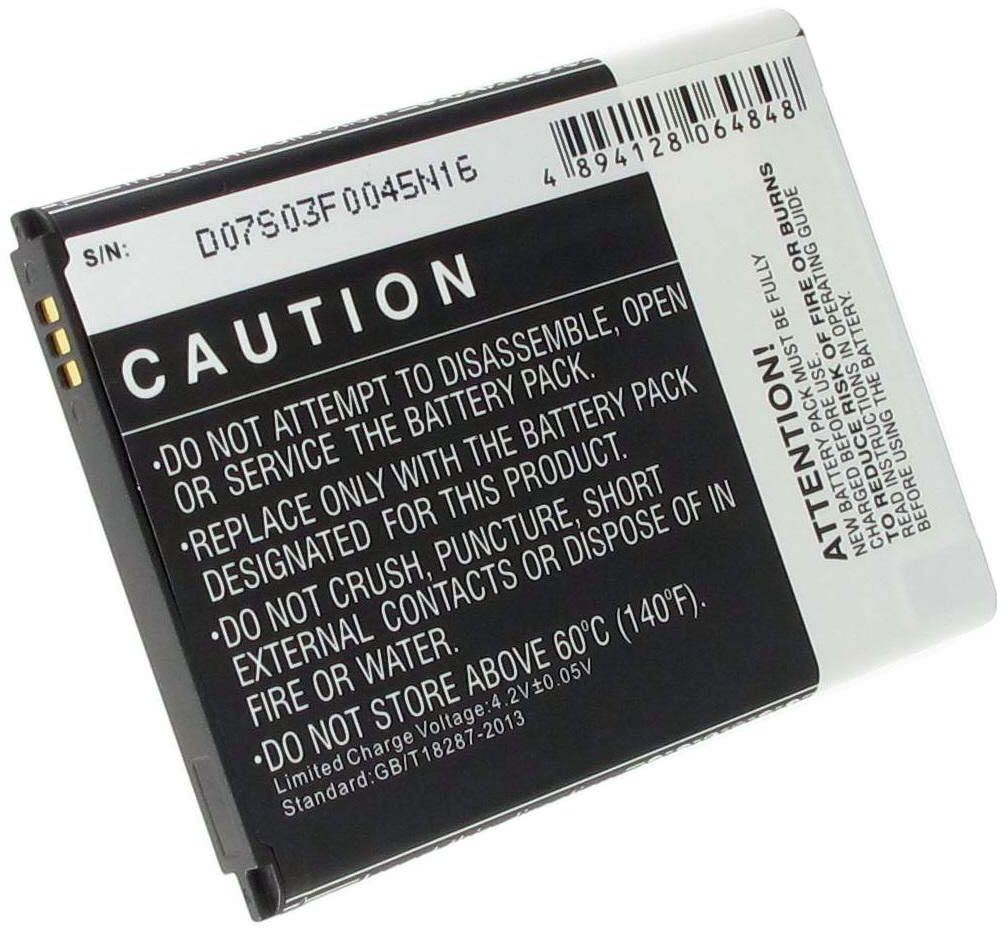 S/N: D07S03F0045N16
4 894128 064848
CAUTION
•DO NOT ATTEMPT TO DISASSEMBLE, OPEN
OR SERVICE THE BATTERY PACK.
•REPLACE ONLY WITH THE BATTERY PACK
DESIGNATED FOR THIS PRODUCT.
•DO NOT CRUSH, PUNCTURE, SHORT
EXTERNAL CONTACTS OR DISPOSE OF IN
FIRE OR WATER.
•DO NOT STORE ABOVE 60°C (140°F).
Limited Charge Voltage:4.2V±0.05V
Standard:GB/T18287-2013
ATTENTION!
NEW BATTERY PACK MUST BE FULLY
CHARGED BEFORE USE.
TO REDUCE RISK OF FIRE OR BURNS
READ INSTRUCTIONS IN OPERATING GUIDE
BEFORE USING THE BATTERY.